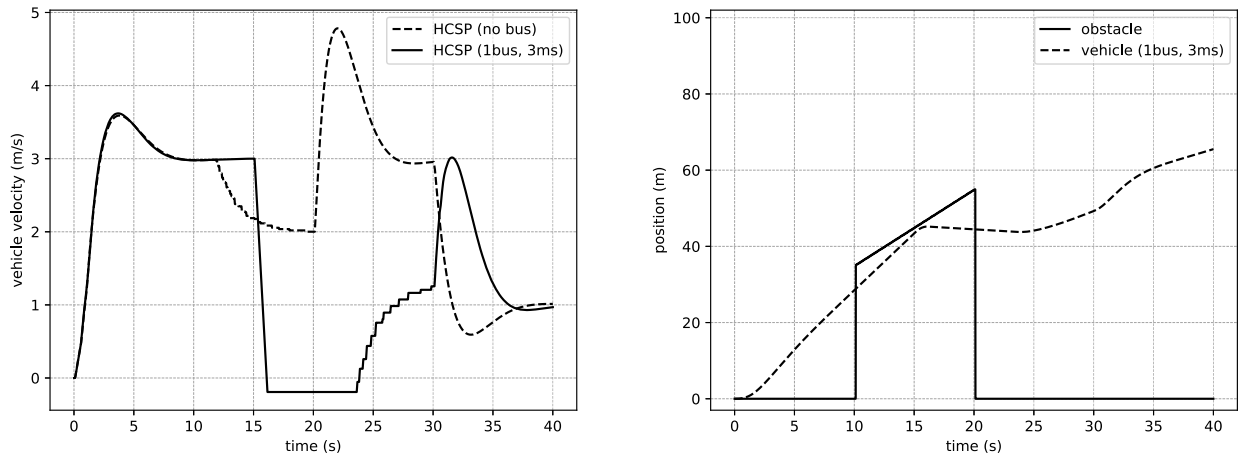 5
4
3
2
1
0
vehicle velocity (m/s)
HCSP (no bus)
HCSP (1bus, 3ms)
0 5 10 15 20 25 30 35 40
time (s)
100
80
60
40
20
0
position (m)
obstacle
vehicle (1bus, 3ms)
0 5 10 15 20 25 30 35 40
time (s)